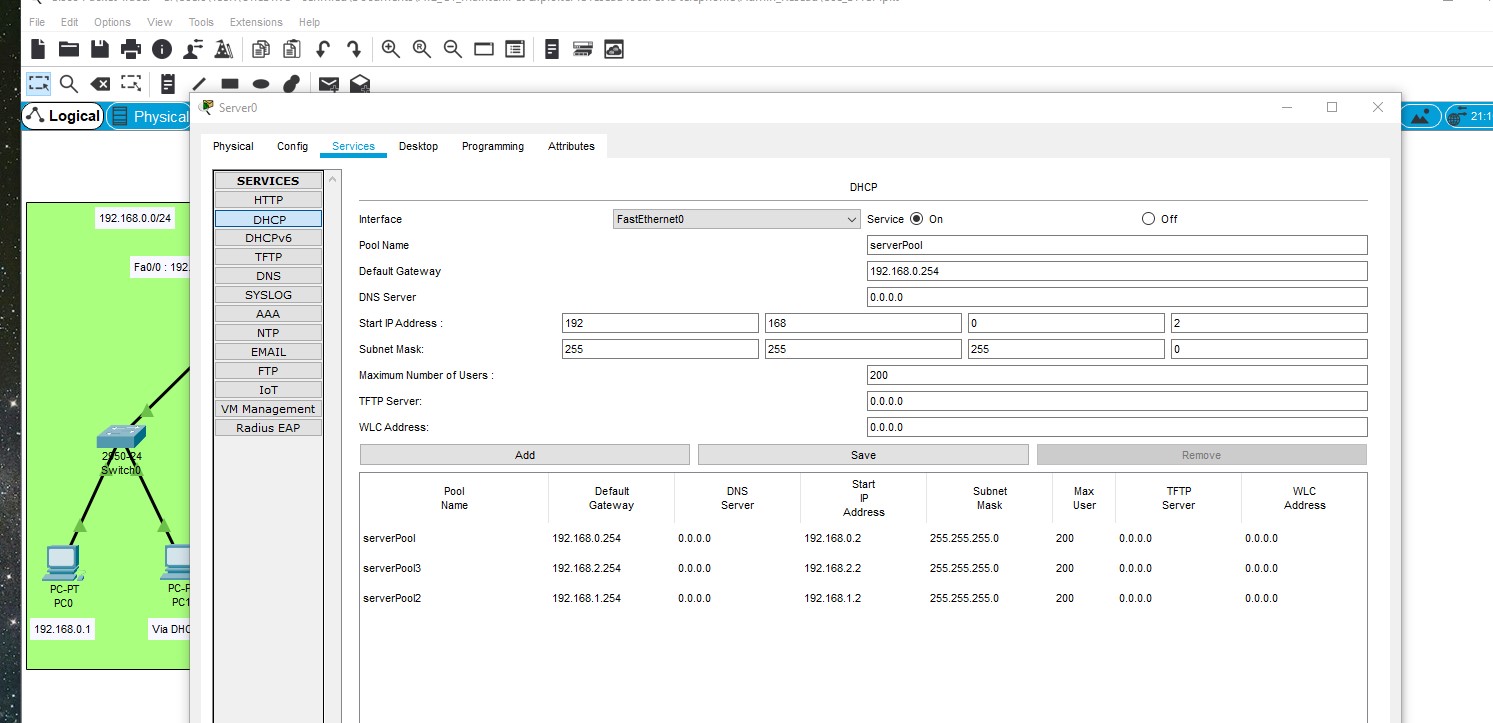 File Edit Options View Tools Extensions Help
Logical Physical
21:1
Server0
Physical Config Services Desktop Programming Attributes
192.168.0.0/24
Fa0/0 : 192.
2950-24
Switch0
PC-PT
PC0
PC1
192.168.0.1
Via DHC
SERVICES
HTTP
DHCP
DHCPv6
TFTP
DNS
SYSLOG
AAA
NTP
EMAIL
FTP
IoT
VM Management
Radius EAP
DHCP
Interface FastEthernet0 Service On Off
Pool Name serverPool
Default Gateway 192.168.0.254
DNS Server 0.0.0.0
Start IP Address : 192 168 0 2
Subnet Mask: 255 255 255 0
Maximum Number of Users : 200
TFTP Server: 0.0.0.0
WLC Address: 0.0.0.0
Add Save Remove
Pool Name Default Gateway DNS Server Start IP Address Subnet Mask Max User TFTP Server WLC Address
serverPool 192.168.0.254 0.0.0.0 192.168.0.2 255.255.255.0 200 0.0.0.0 0.0.0.0
serverPool3 192.168.2.254 0.0.0.0 192.168.2.2 255.255.255.0 200 0.0.0.0 0.0.0.0
serverPool2 192.168.1.254 0.0.0.0 192.168.1.2 255.255.255.0 200 0.0.0.0 0.0.0.0